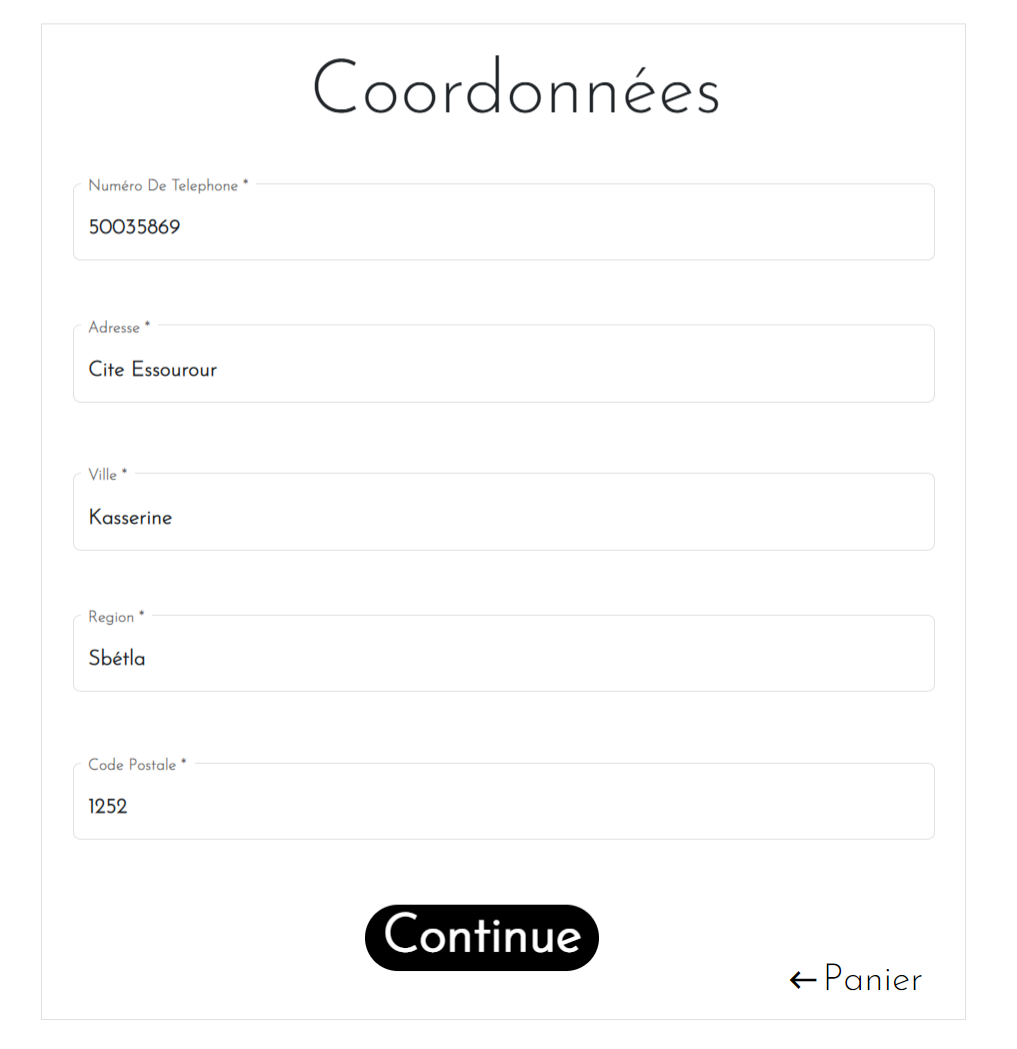 Coordonnées
Numéro De Telephone *
50035869
Adresse *
Cite Essourour
Ville *
Kasserine
Region *
Sbétla
Code Postale *
1252
Continue
←Panier